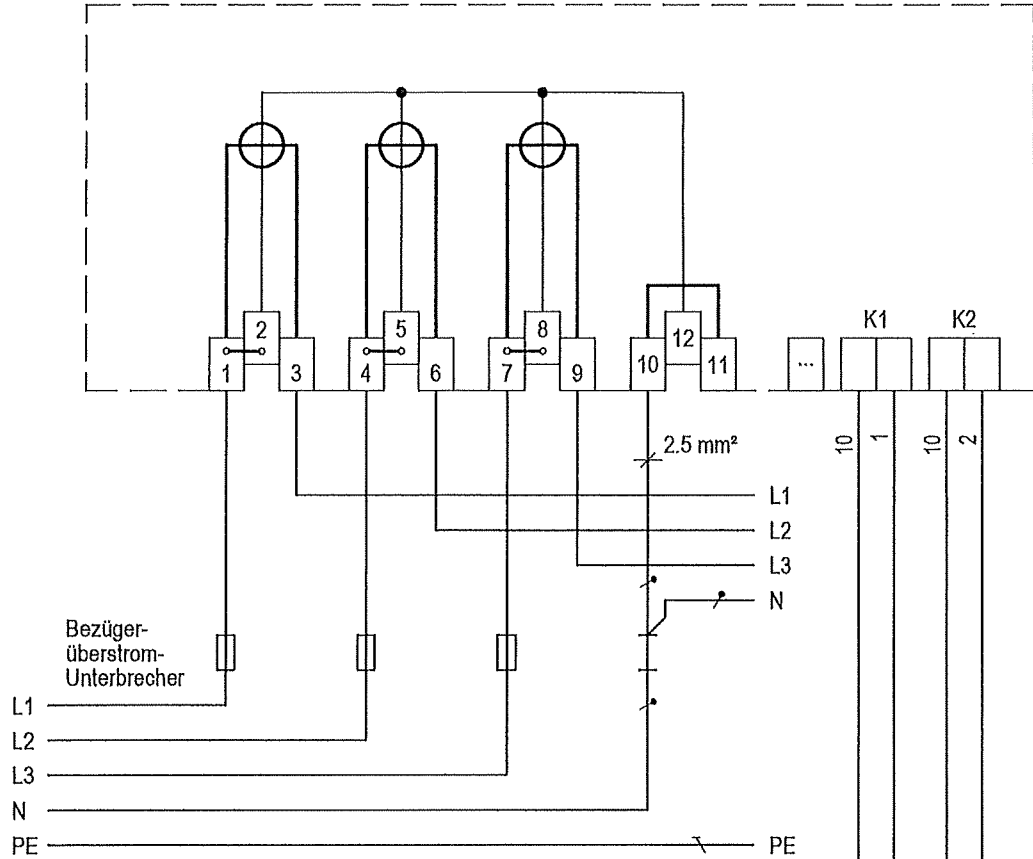 2
5
8
12
K1
K2
1
3
4
6
7
9
10
11
...
10
1
10
2
2.5 mm²
L1
L2
L3
N
Bezüger-
überstrom-
Unterbrecher
L1
L2
L3
N
PE
PE